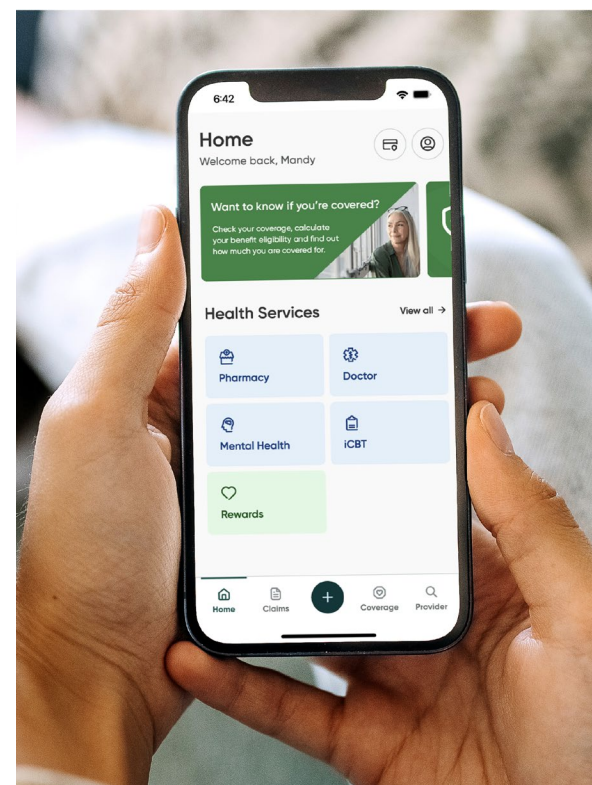 6:42
Home
Welcome back, Mandy
Want to know if you're covered?
Check your coverage, calculate
your benefit eligibility and find out
how much you are covered for.
Health Services
View all →
Pharmacy
Doctor
Mental Health
iCBT
Rewards
Home
Claims
+
Coverage
Provider